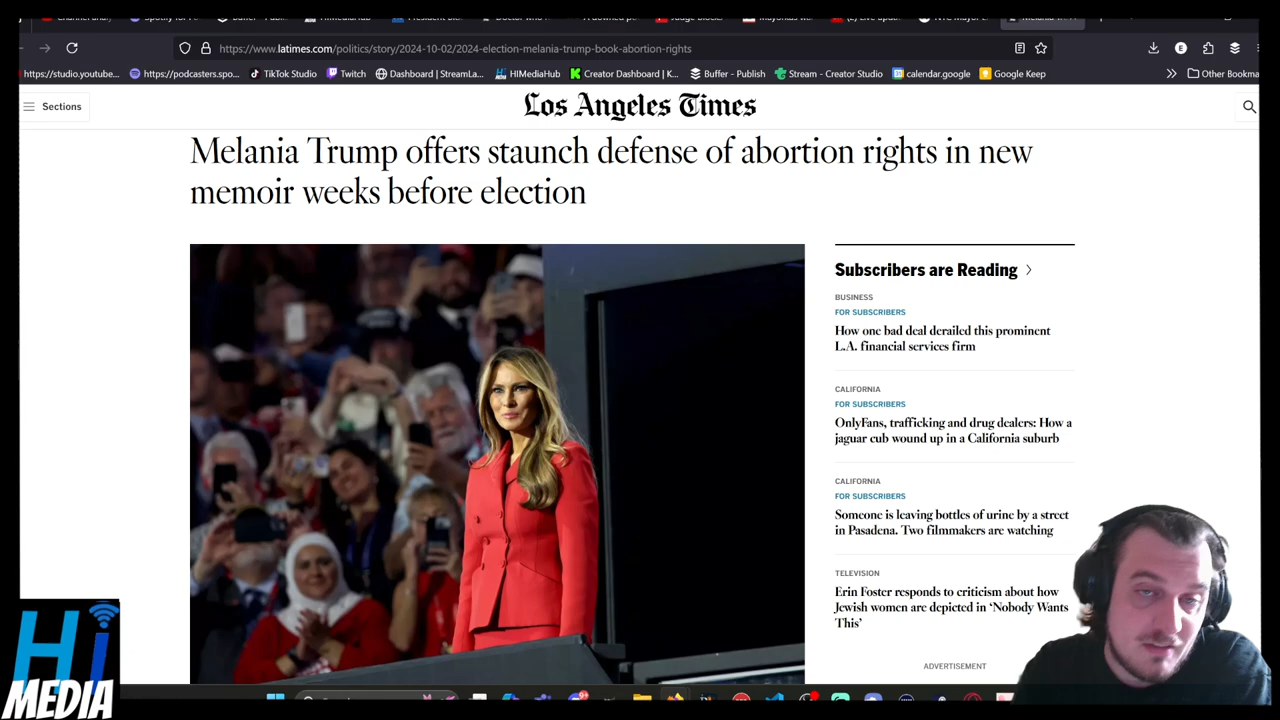 https://www.latimes.com/politics/story/2024-10-02/2024-election-melania-trump-book-abortion-rights
https://studio.youtube...
https://podcasters.spo...
TikTok Studio
Twitch
Dashboard | StreamLa...
HIMediaHub
Creator Dashboard | K...
Buffer - Publish
Stream - Creator Studio
calendar.google
Google Keep
Other Bookma
Sections
Los Angeles Times
Melania Trump offers staunch defense of abortion rights in new
memoir weeks before election
Subscribers are Reading
BUSINESS
FOR SUBSCRIBERS
How one bad deal derailed this prominent
L.A. financial services firm
CALIFORNIA
FOR SUBSCRIBERS
OnlyFans, trafficking and drug dealers: How a
jaguar cub wound up in a California suburb
CALIFORNIA
FOR SUBSCRIBERS
Someone is leaving bottles of urine by a street
in Pasadena. Two filmmakers are watching
TELEVISION
Erin Foster responds to criticism about how
Jewish women are depicted in ‘Nobody Wants
This’
ADVERTISEMENT
Hi
MEDIA